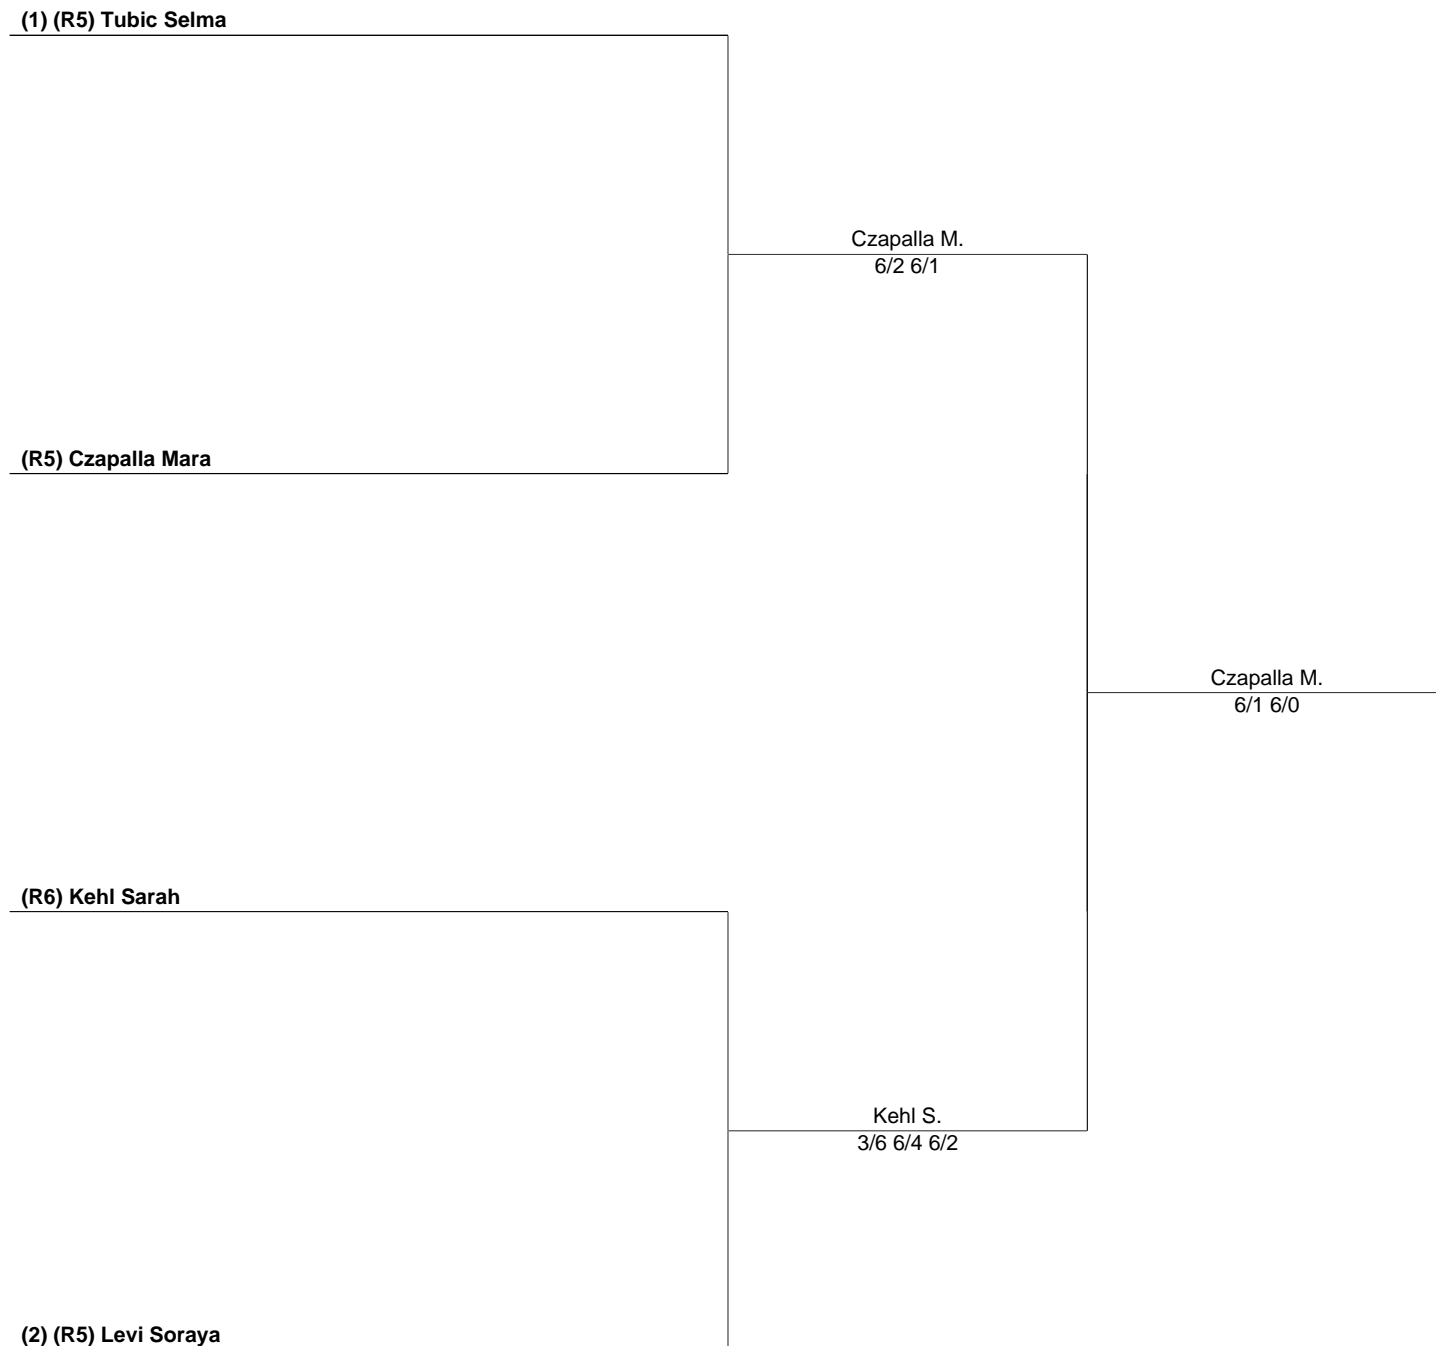 (1) (R5) Tubic Selma
Czapalla M.
6/2 6/1
(R5) Czapalla Mara
Czapalla M.
6/1 6/0
(R6) Kehl Sarah
Kehl S.
3/6 6/4 6/2
(2) (R5) Levi Soraya